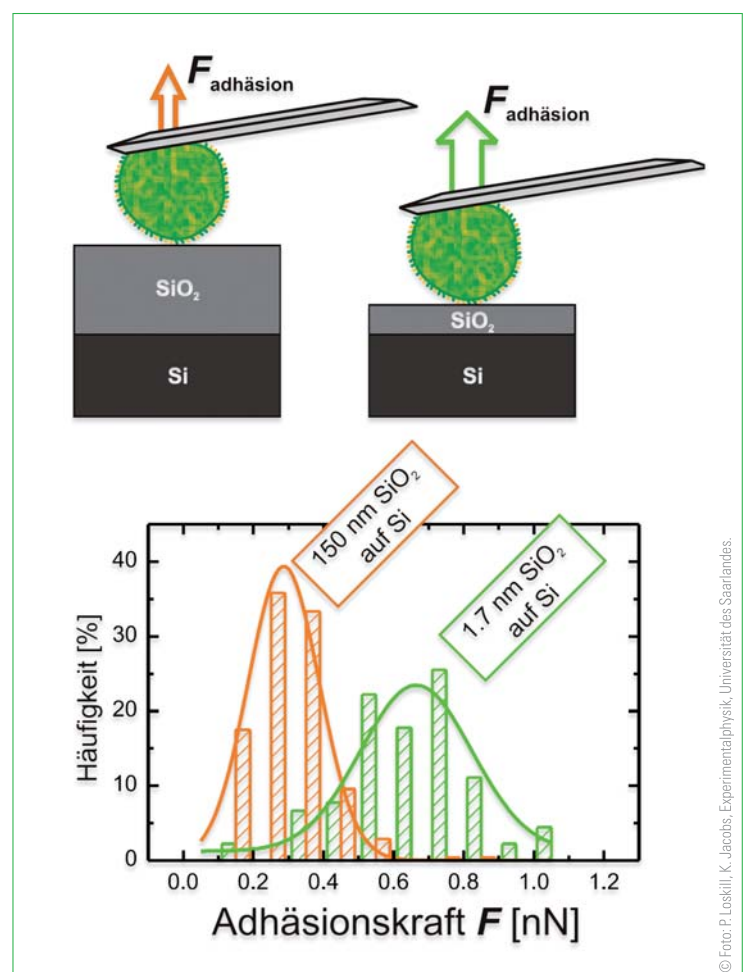 F adhäsion
F adhäsion
SiO₂
Si
SiO₂
Si
150 nm SiO₂
auf Si
1.7 nm SiO₂
auf Si
Häufigkeit [%]
40
30
20
10
0
0.0 0.2 0.4 0.6 0.8 1.0 1.2
Adhäsionskraft F [nN]
© Foto: P. Loskill, K. Jacobs, Experimentalphysik, Universität des Saarlandes.